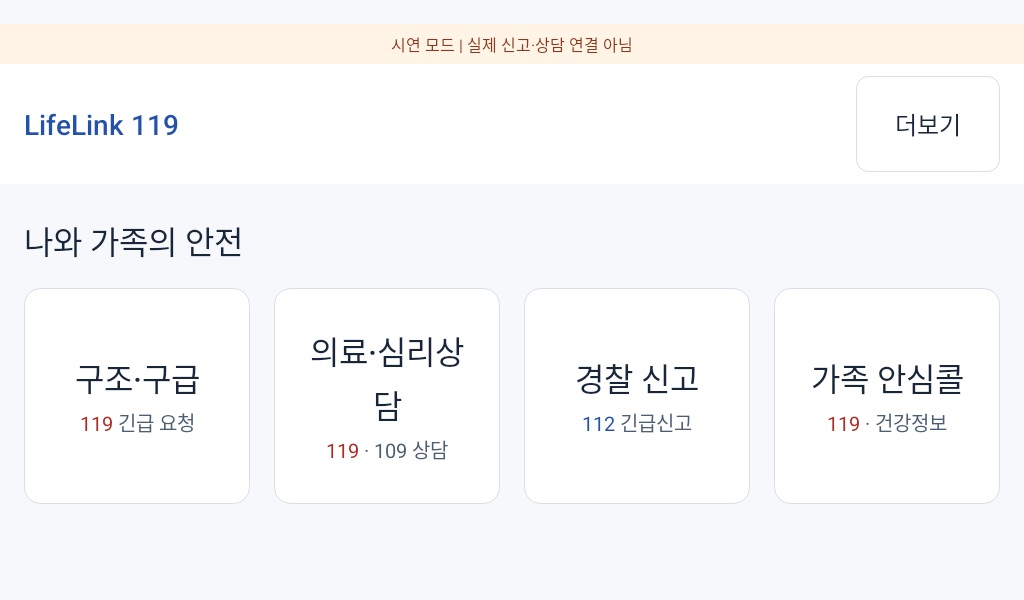 시연 모드 | 실제 신고·상담 연결 아님
LifeLink 119
더보기
나와 가족의 안전
구조·구급
119 긴급 요청
의료·심리상
담
119 · 109 상담
경찰 신고
112 긴급신고
가족 안심콜
119 · 건강정보